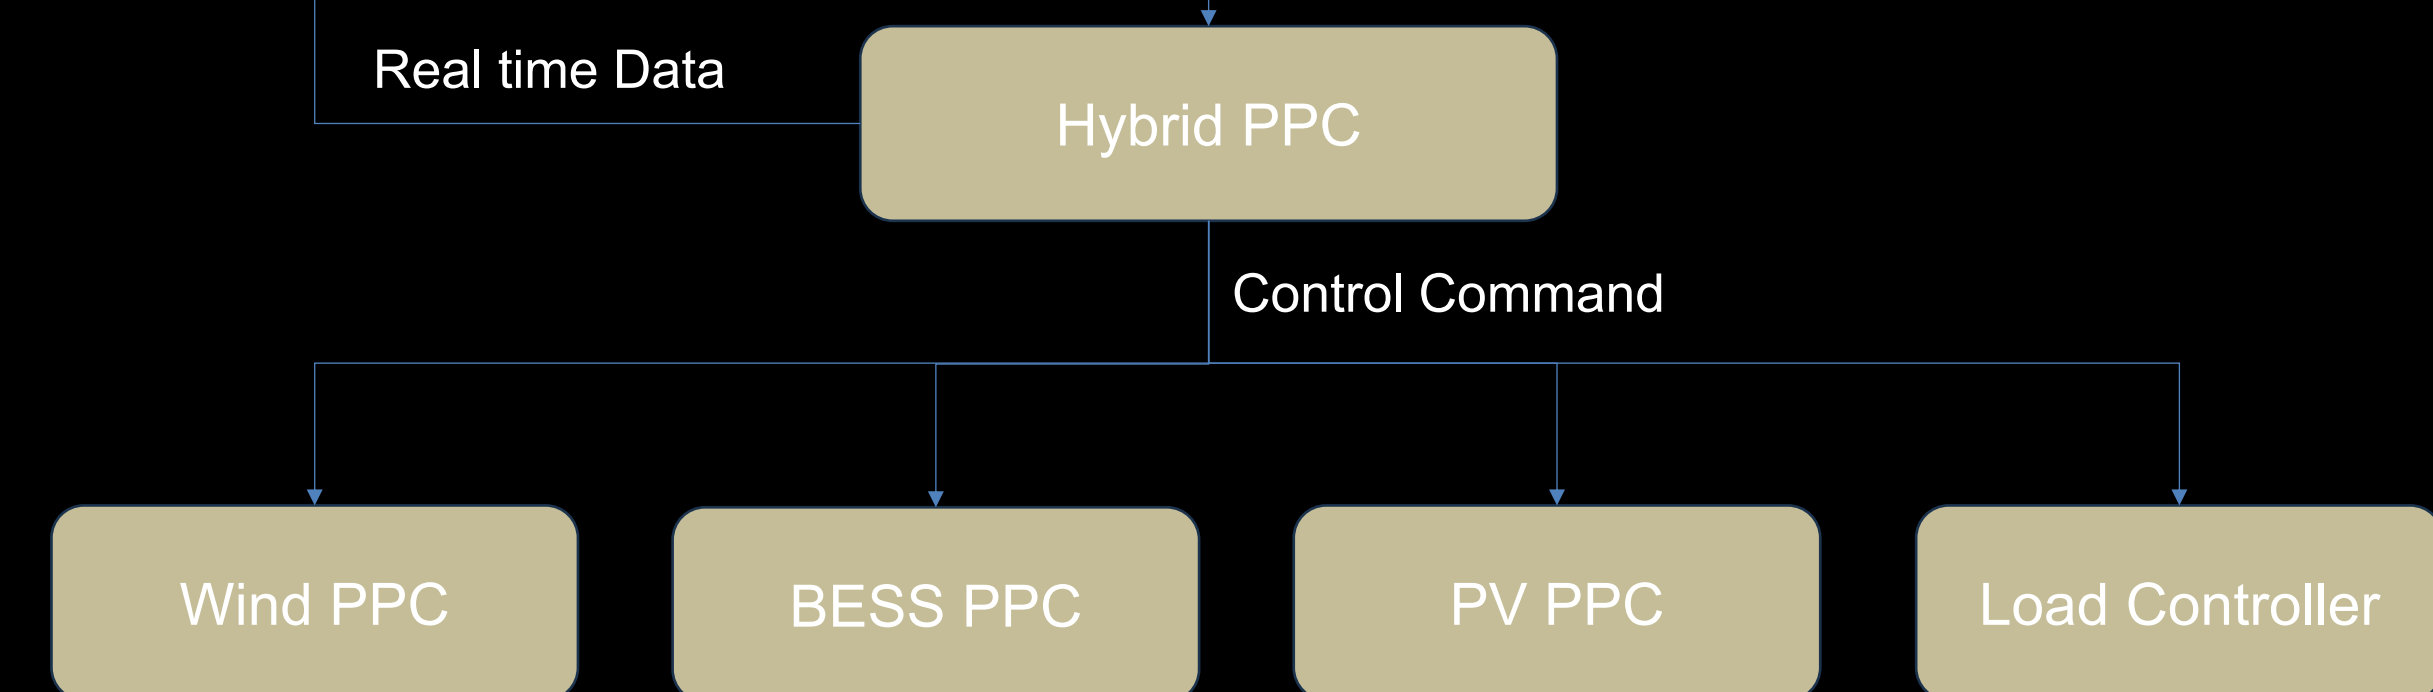 Real time Data
Hybrid PPC
Control Command
Wind PPC
BESS PPC
PV PPC
Load Controller